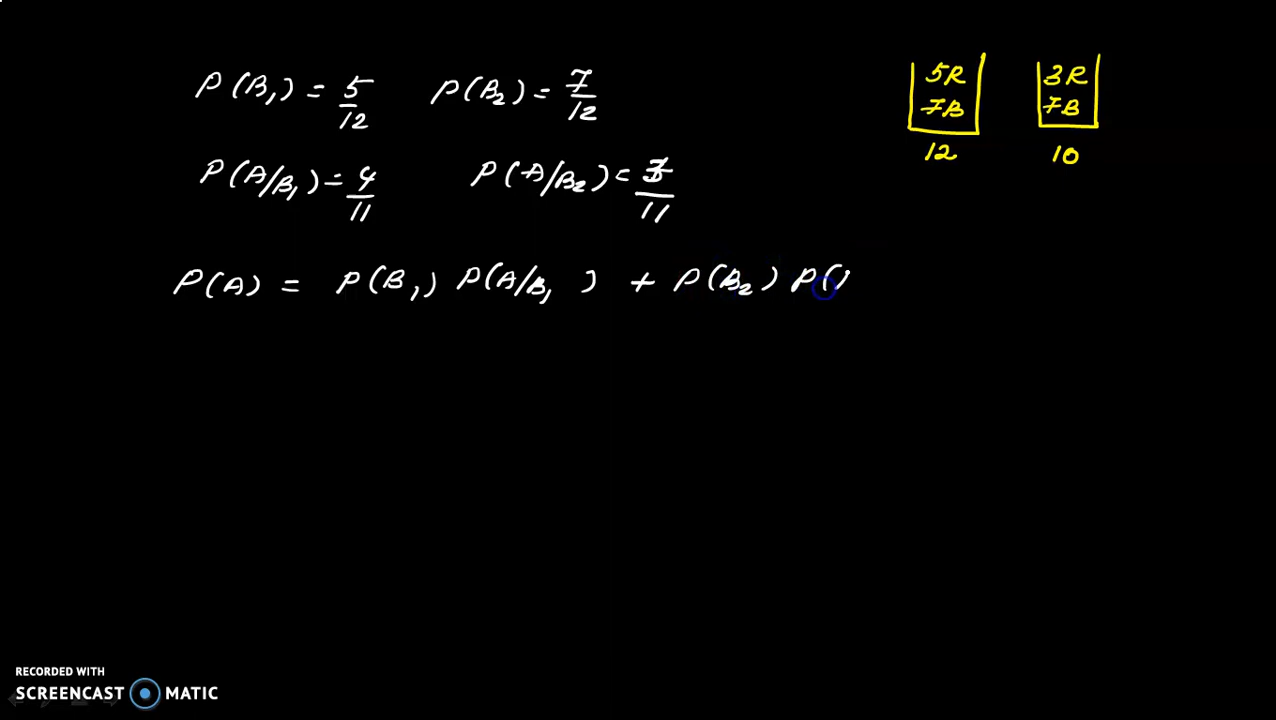 P(B₁) = 5/12 P(B₂) = 7/12
5R 3R
7B 7B
12 10
P(A/B₁) = 4/11 P(A/B₂) = /11
P(A) = P(B₁) P(A/B₁ ) + P(B₂) P(
RECORDED WITH
SCREENCAST MATIC